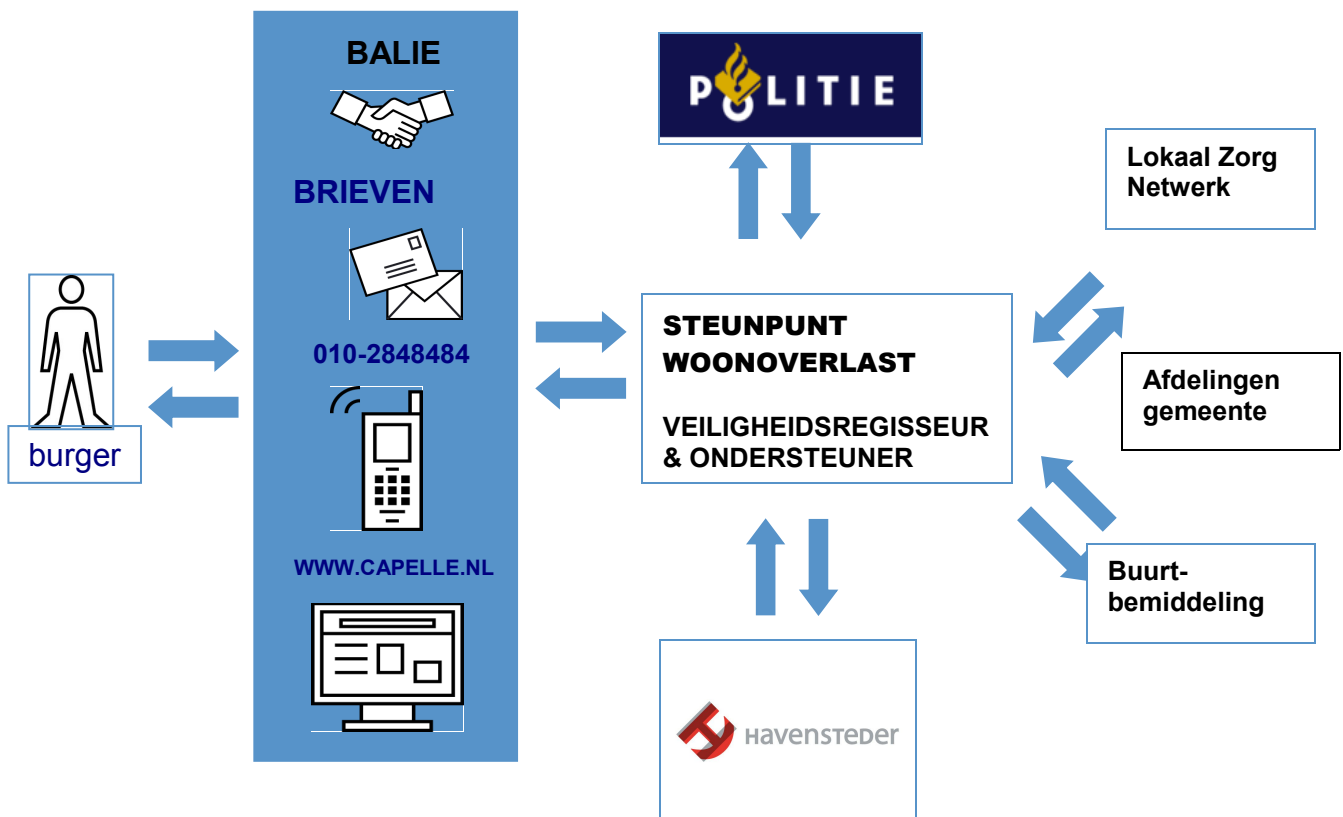 burger
BALIE
BRIEVEN
010-2848484
WWW.CAPELLE.NL
POLITIE
STEUNPUNT
WOONOVERLAST
VEILIGHEIDSREGISSEUR
& ONDERSTEUNER
Havensteder
Lokaal Zorg
Netwerk
Afdelingen
gemeente
Buurt-
bemiddeling